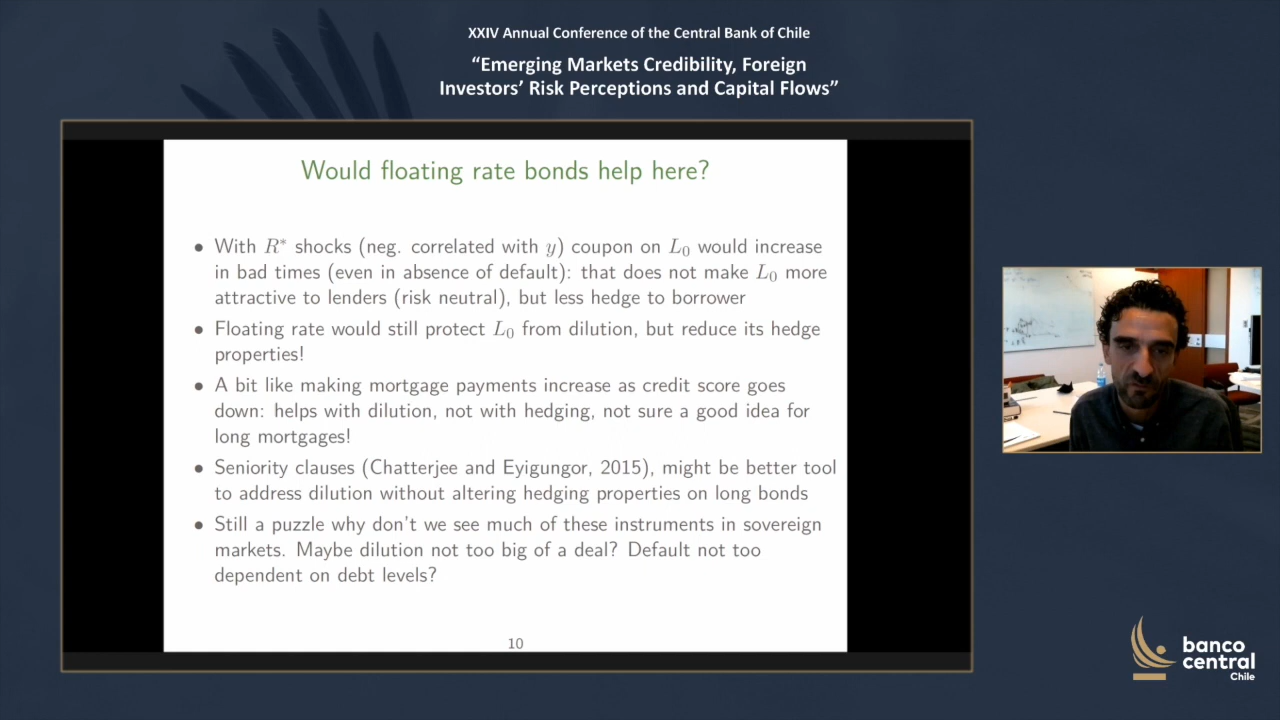 XXIV Annual Conference of the Central Bank of Chile
“Emerging Markets Credibility, Foreign
Investors’ Risk Perceptions and Capital Flows”
Would floating rate bonds help here?
• With R* shocks (neg. correlated with y) coupon on L₀ would increase
in bad times (even in absence of default): that does not make L₀ more
attractive to lenders (risk neutral), but less hedge to borrower
• Floating rate would still protect L₀ from dilution, but reduce its hedge
properties!
• A bit like making mortgage payments increase as credit score goes
down: helps with dilution, not with hedging, not sure a good idea for
long mortgages!
• Seniority clauses (Chatterjee and Eyigungor, 2015), might be better tool
to address dilution without altering hedging properties on long bonds
• Still a puzzle why don’t we see much of these instruments in sovereign
markets. Maybe dilution not too big of a deal? Default not too
dependent on debt levels?
10
banco
central
Chile